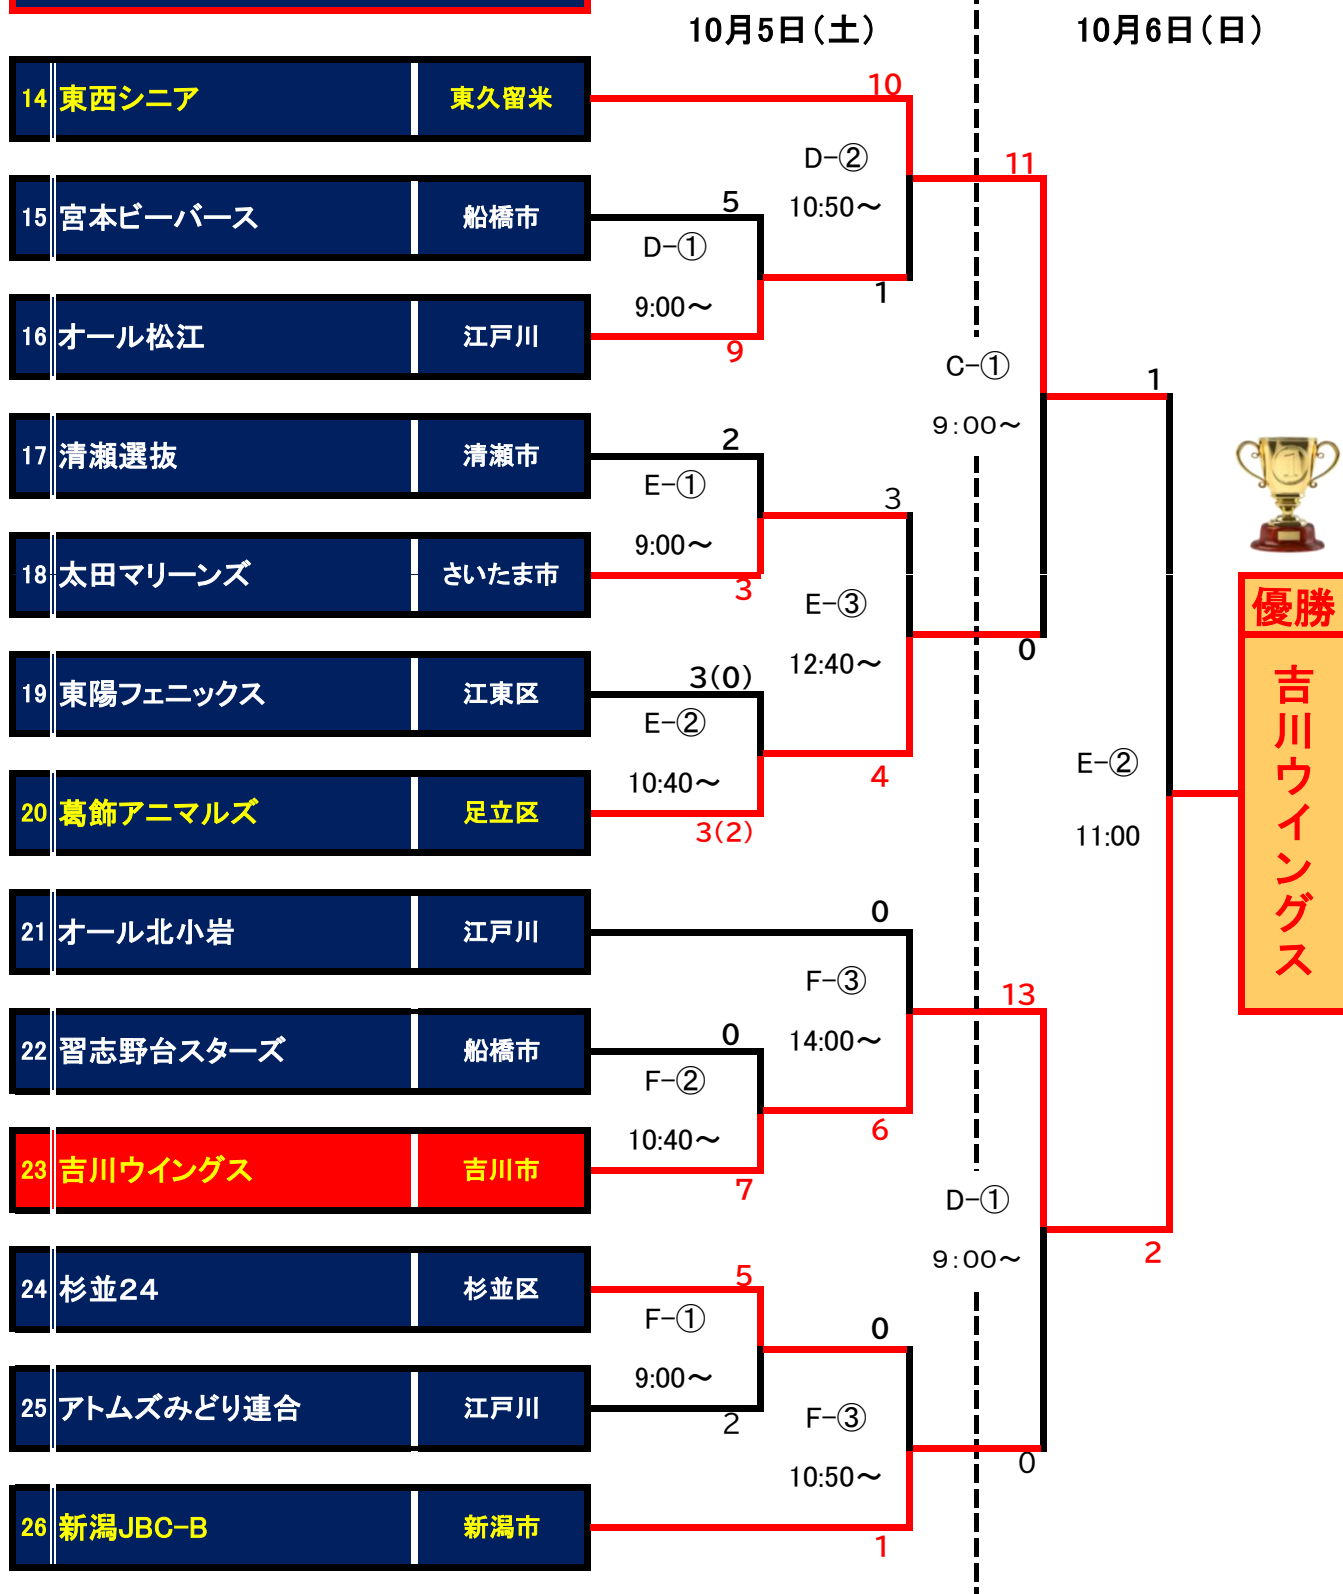 10月5日(土)
10月6日(日)
14 東西シニア 東久留米
10
D-②
11
10:50～
15 宮本ビーバース 船橋市
5
D-①
9:00～
1
16 オール松江 江戸川
9
C-①
1
9:00～
17 清瀬選抜 清瀬市
2
E-①
3
9:00～
18 太田マリーンズ さいたま市
3
E-③
優勝
12:40～
0
19 東陽フェニックス 江東区
3(0)
E-②
4
10:40～
20 葛飾アニマルズ 足立区
3(2)
E-②
11:00
吉川ウイングス
21 オール北小岩 江戸川
0
F-③
13
14:00～
22 習志野台スターズ 船橋市
0
F-②
6
10:40～
23 吉川ウイングス 吉川市
7
D-①
9:00～
2
24 杉並24 杉並区
5
F-①
0
9:00～
25 アトムズみどり連合 江戸川
2
F-③
0
10:50～
26 新潟JBC-B 新潟市
1